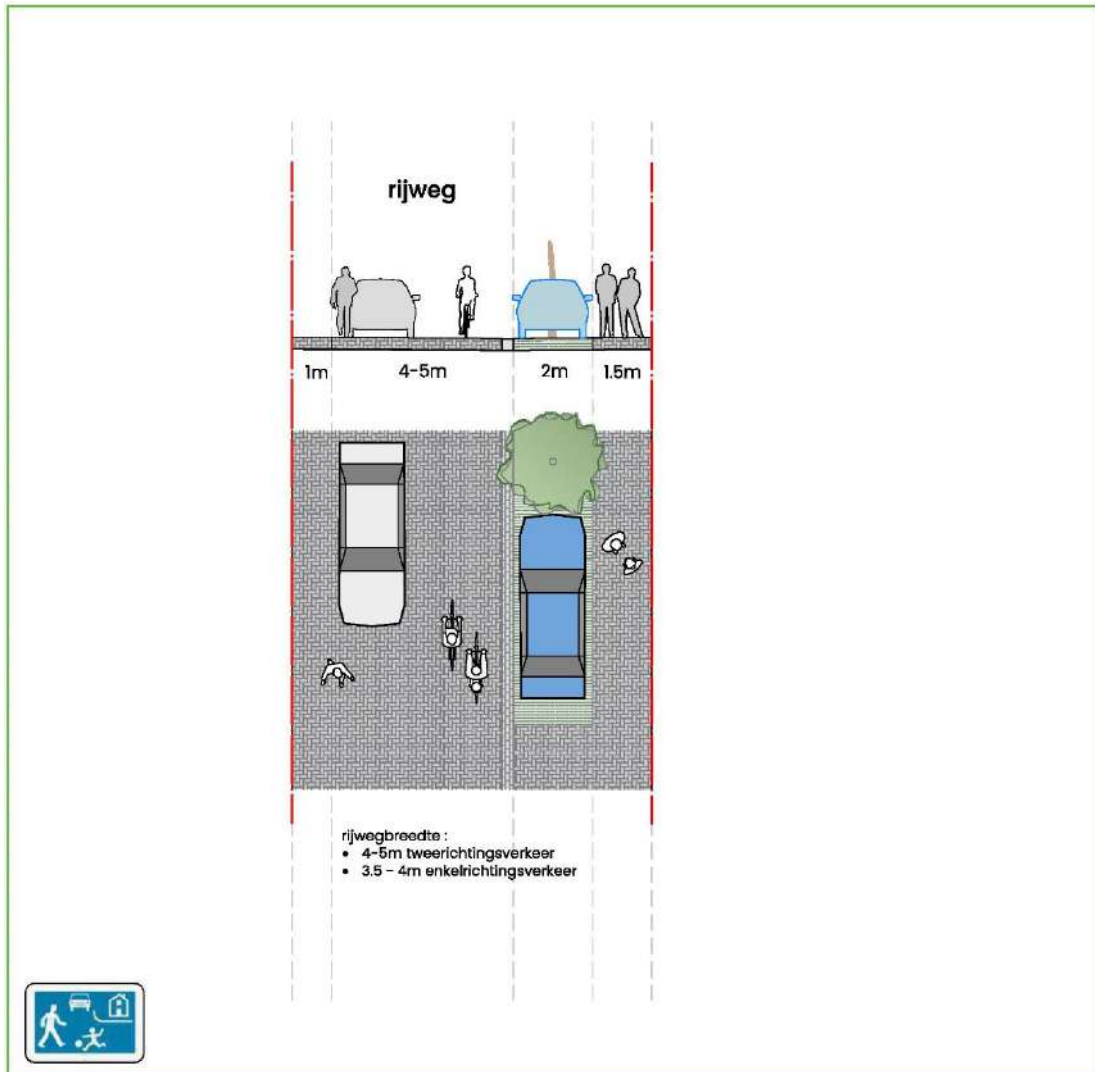 rijweg
1m 4-5m 2m 1.5m
rijwegbreedte :
• 4-5m tweerichtingsverkeer
• 3.5 - 4m enkelrichtingsverkeer